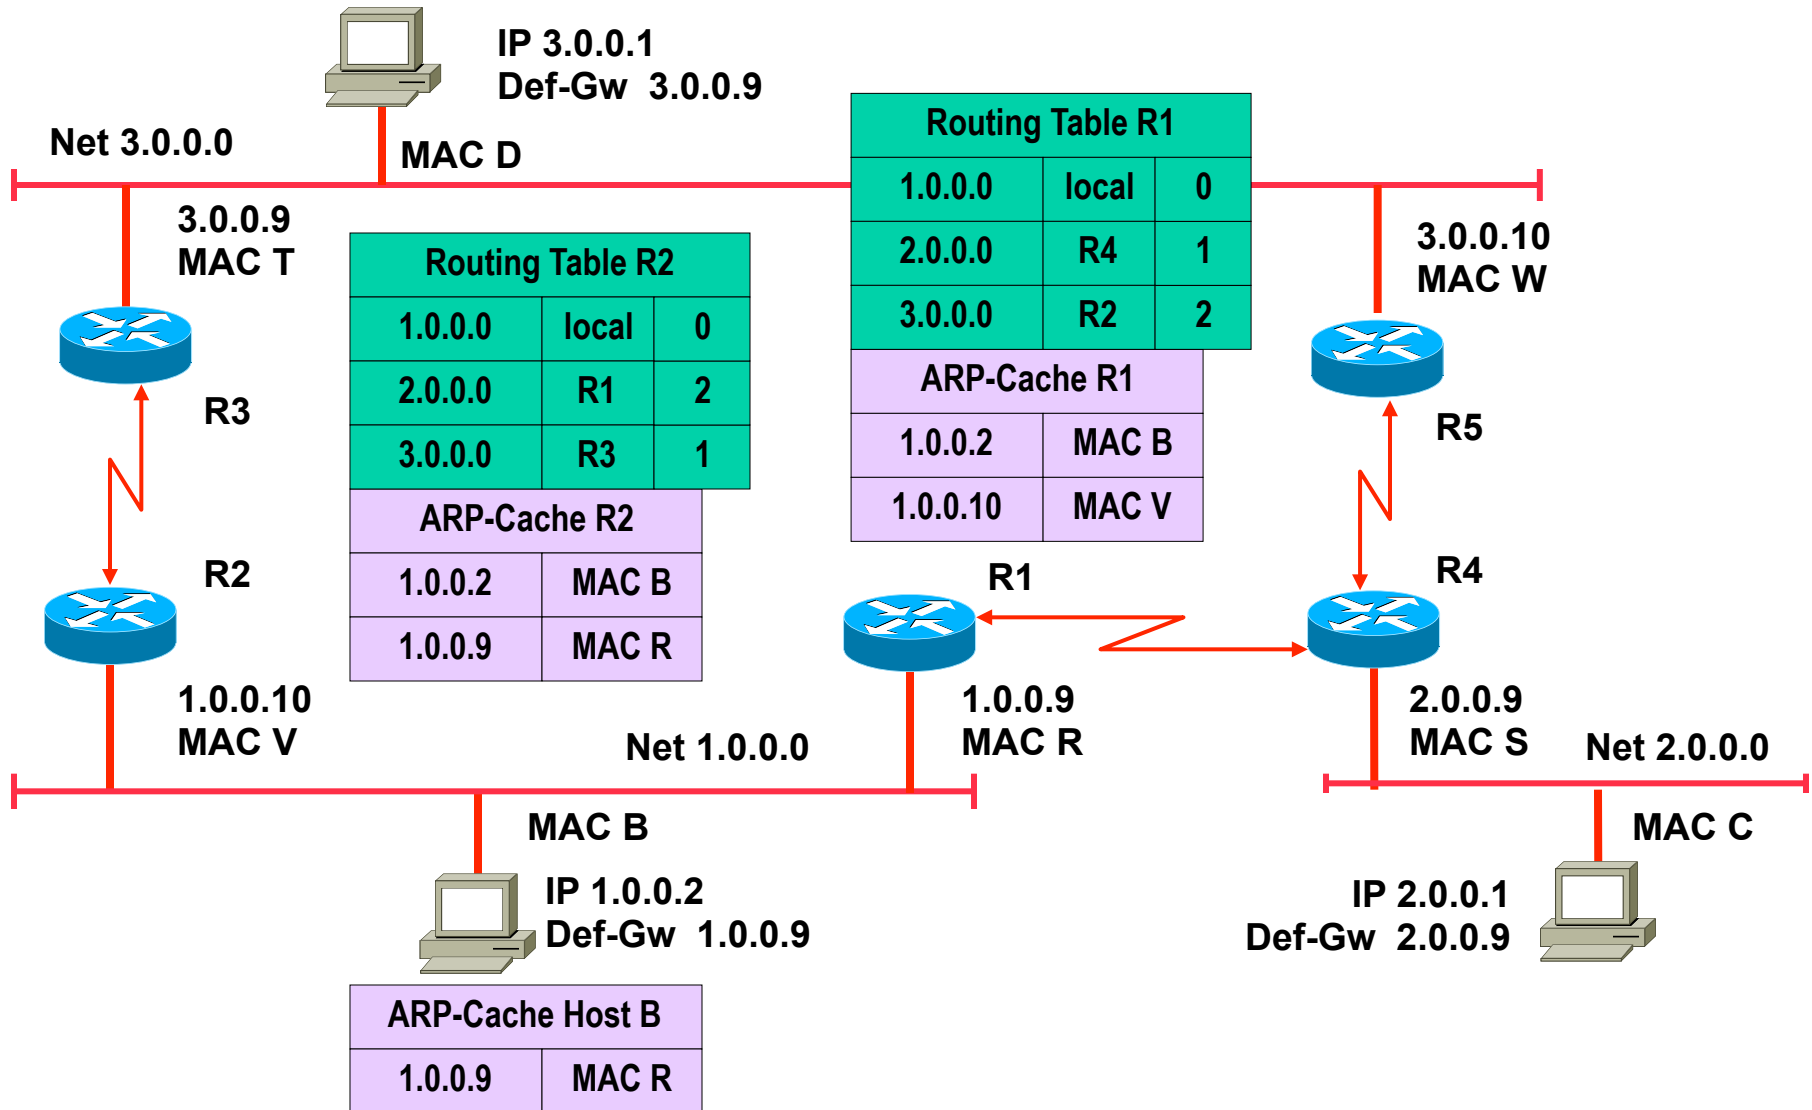 IP 3.0.0.1
Def-Gw 3.0.0.9
Net 3.0.0.0
MAC D
3.0.0.9
MAC T
Routing Table R1
1.0.0.0 local 0
2.0.0.0 R4 1
3.0.0.0 R2 2
ARP-Cache R1
1.0.0.2 MAC B
1.0.0.10 MAC V
3.0.0.10
MAC W
Routing Table R2
1.0.0.0 local 0
2.0.0.0 R1 2
3.0.0.0 R3 1
ARP-Cache R2
1.0.0.2 MAC B
1.0.0.9 MAC R
R3
R5
R2
R1
R4
1.0.0.10
MAC V
Net 1.0.0.0
1.0.0.9
MAC R
2.0.0.9
MAC S
Net 2.0.0.0
MAC B
MAC C
IP 1.0.0.2
Def-Gw 1.0.0.9
IP 2.0.0.1
Def-Gw 2.0.0.9
ARP-Cache Host B
1.0.0.9 MAC R